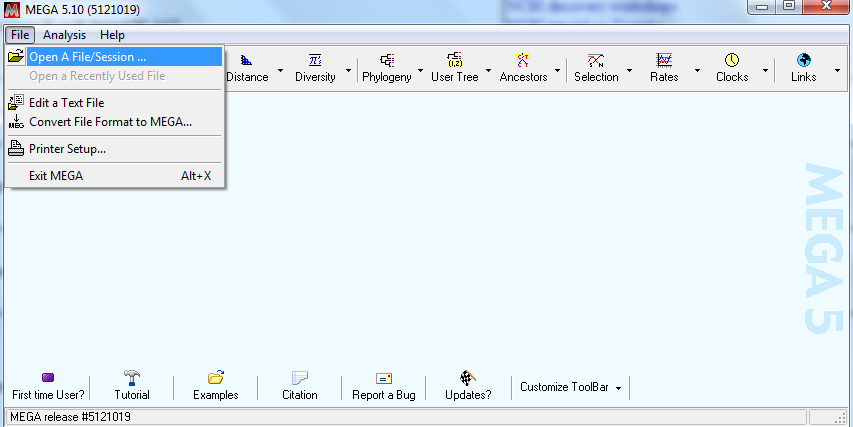 MEGA 5.10 (5121019)
File Analysis Help
Open A File/Session ...
Open a Recently Used File
Edit a Text File
Convert File Format to MEGA...
Printer Setup...
Exit MEGA Alt+X
Distance Diversity Phylogeny User Tree Ancestors Selection Rates Clocks Links
MEGA 5
First time User? Tutorial Examples Citation Report a Bug Updates? Customize ToolBar
MEGA release #5121019